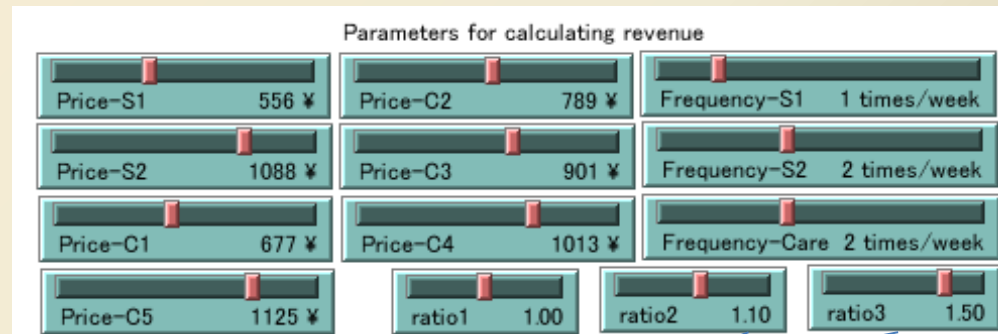 Parameters for calculating revenue
Price-S1 556 ¥
Price-C2 789 ¥
Frequency-S1 1 times/week
Price-S2 1088 ¥
Price-C3 901 ¥
Frequency-S2 2 times/week
Price-C1 677 ¥
Price-C4 1013 ¥
Frequency-Care 2 times/week
Price-C5 1125 ¥
ratio1 1.00
ratio2 1.10
ratio3 1.50